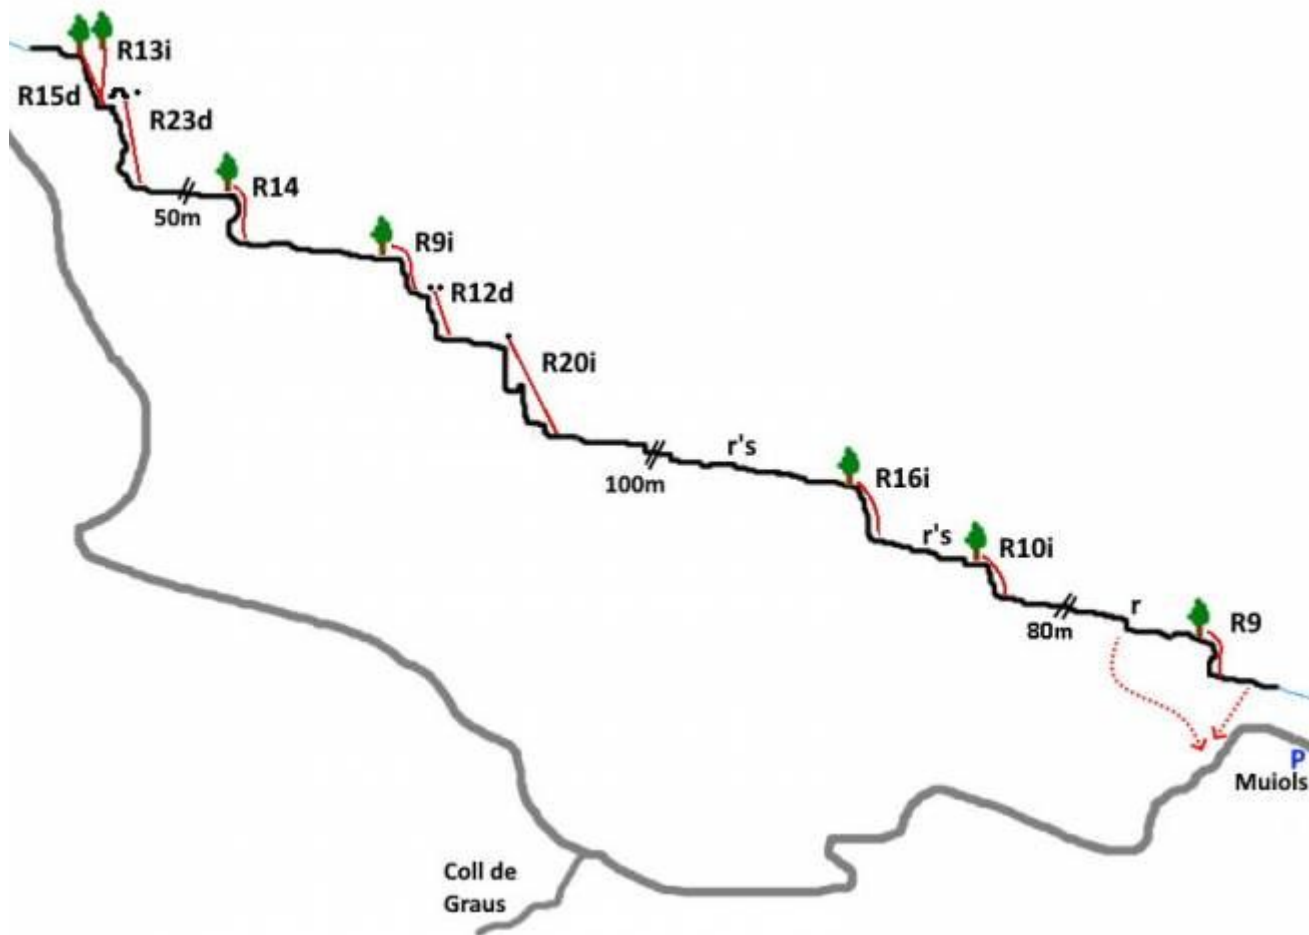 R13i
R15d
R23d
R14
50m
R9i
R12d
R20i
r's
100m
R16i
r's
R10i
r
80m
R9
P
Muiols
Coll de
Graus